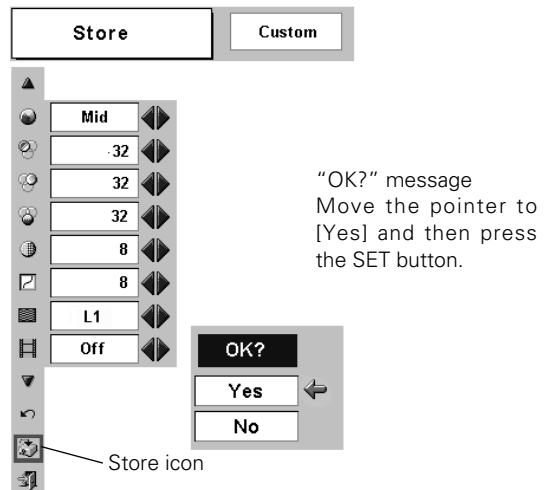 Store
Custom
Mid
32
32
32
8
8
L1
Off
“OK?” message
Move the pointer to
[Yes] and then press
the SET button.
OK?
Yes
No
Store icon